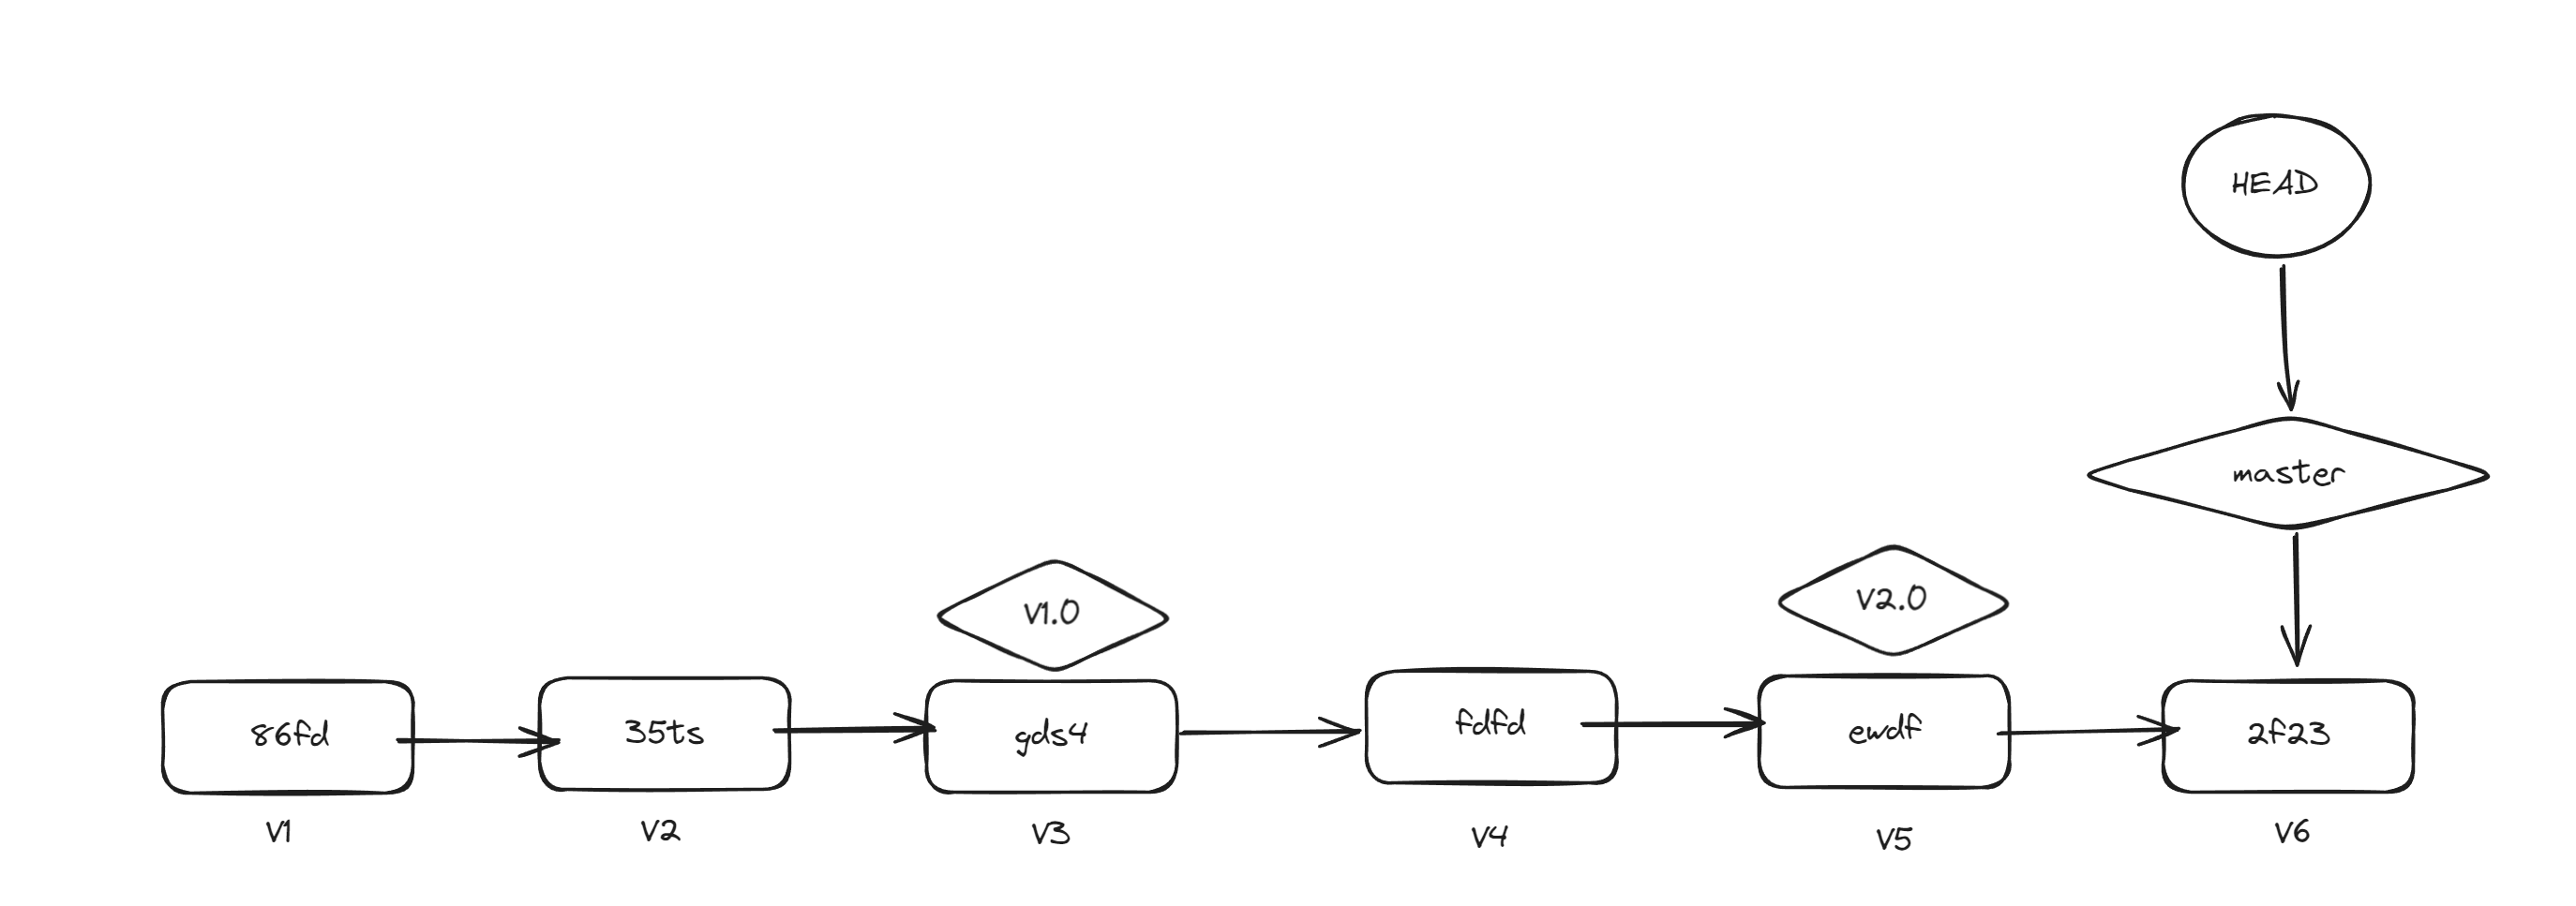 HEAD
master
V1.0
V2.0
86fd
35ts
gds4
fdfd
ewdf
2f23
V1
V2
V3
V4
V5
V6